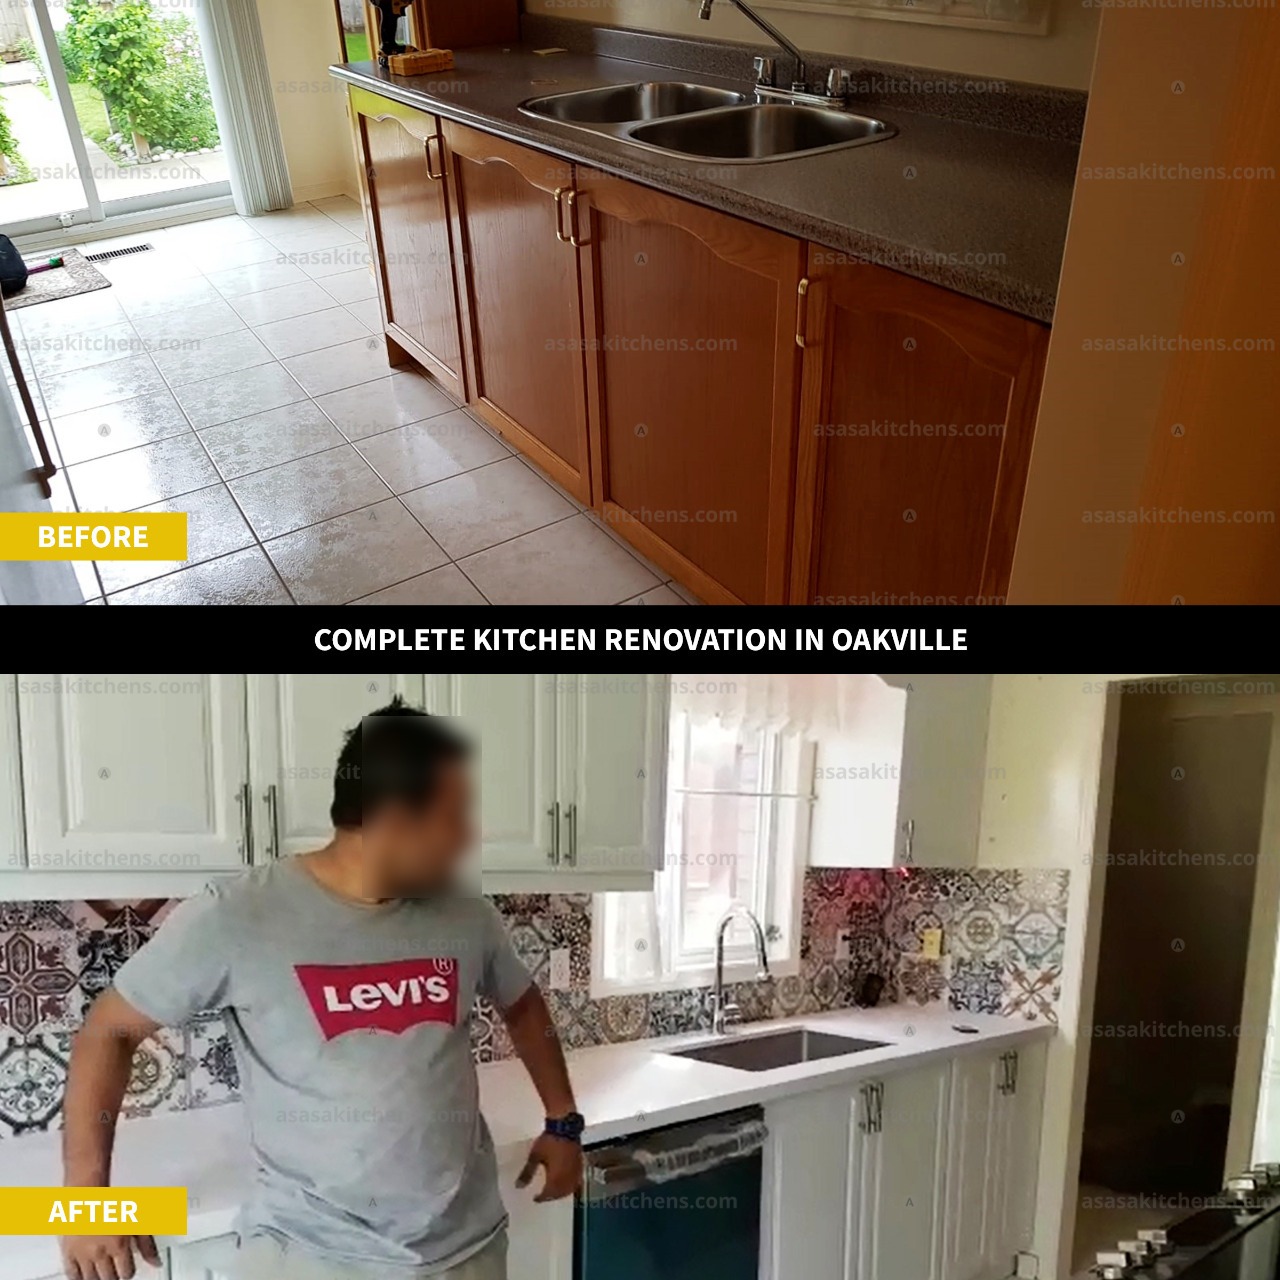 asasakitchens.com
BEFORE
COMPLETE KITCHEN RENOVATION IN OAKVILLE
LEVI'S
®
AFTER